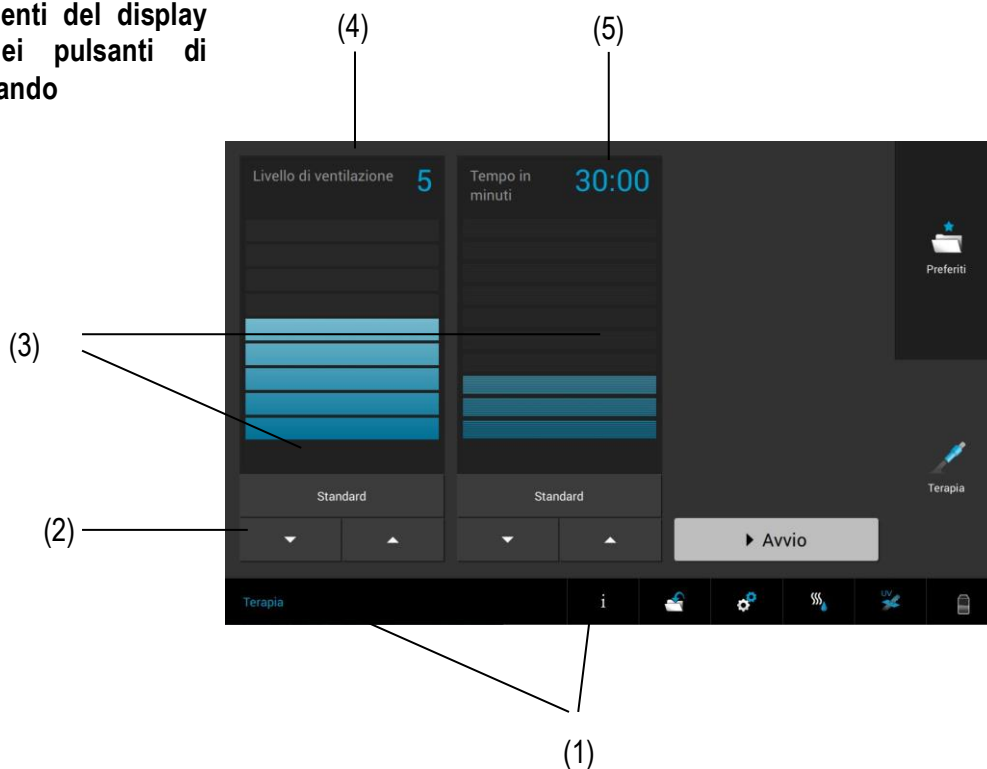 enti del display
ei pulsanti di
ando
(4)
(5)
Livello di ventilazione 5
Tempo in
minuti
30:00
Preferiti
(3)
Terapia
Standard
Standard
(2)
Avvio
Terapia
i
UV
(1)